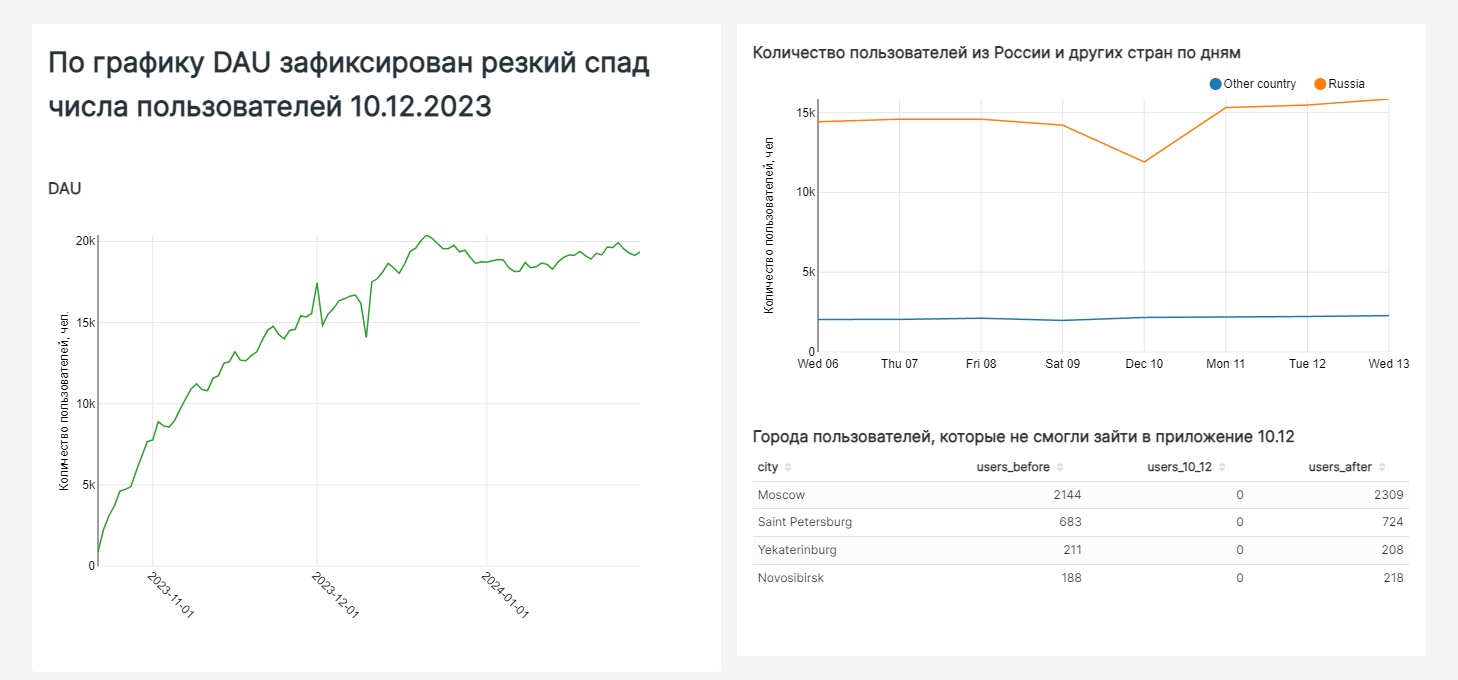 По графику DAU зафиксирован резкий спад
числа пользователей 10.12.2023
DAU
Количество пользователей, чел.
20k
15k
10k
5k
0
2023-11-01
2023-12-01
2024-01-01
Количество пользователей из России и других стран по дням
Other country Russia
Количество пользователей, чел
15k
10k
5k
0
Wed 06 Thu 07 Fri 08 Sat 09 Dec 10 Mon 11 Tue 12 Wed 13
Города пользователей, которые не смогли зайти в приложение 10.12
city users_before users_10_12 users_after
Moscow 2144 0 2309
Saint Petersburg 683 0 724
Yekaterinburg 211 0 208
Novosibirsk 188 0 218